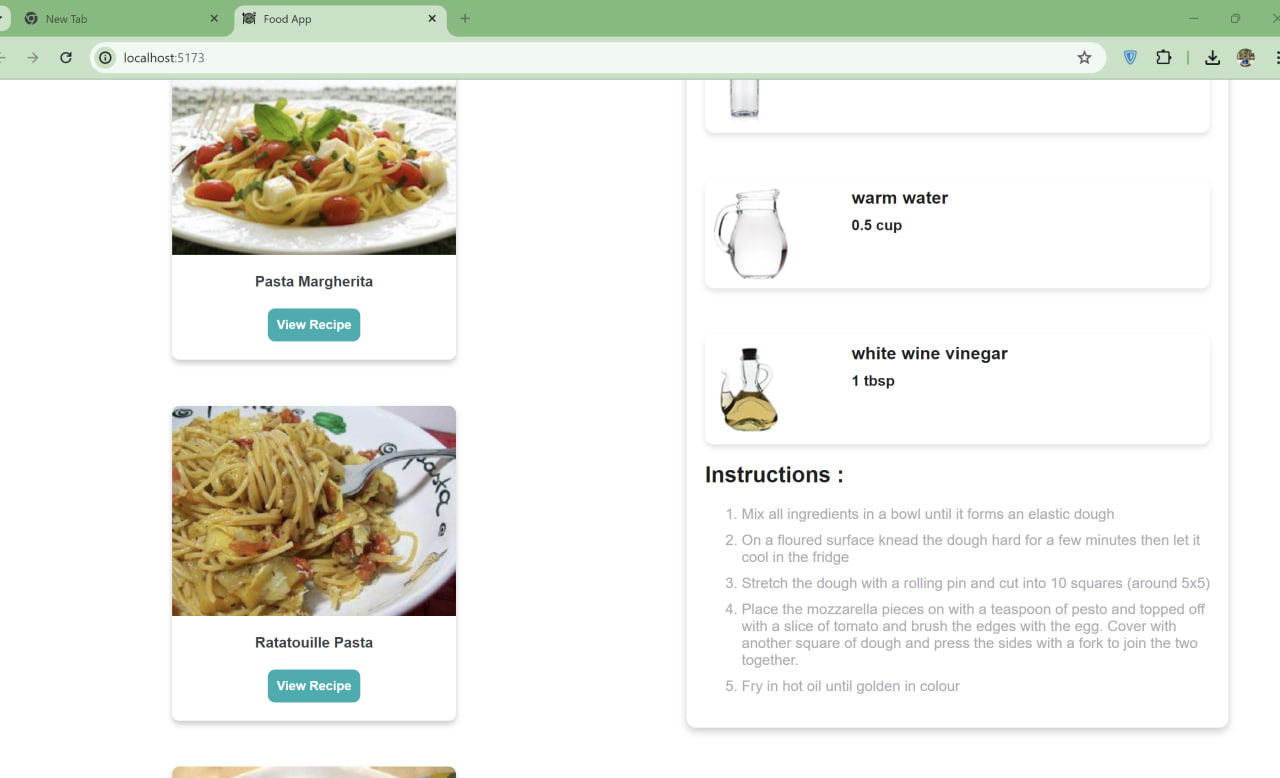 New Tab
Food App
localhost:5173
Pasta Margherita
View Recipe
Ratatouille Pasta
View Recipe
warm water
0.5 cup
white wine vinegar
1 tbsp
Instructions :
1. Mix all ingredients in a bowl until it forms an elastic dough
2. On a floured surface knead the dough hard for a few minutes then let it
cool in the fridge
3. Stretch the dough with a rolling pin and cut into 10 squares (around 5x5)
4. Place the mozzarella pieces on with a teaspoon of pesto and topped off
with a slice of tomato and brush the edges with the egg. Cover with
another square of dough and press the sides with a fork to join the two
together.
5. Fry in hot oil until golden in colour